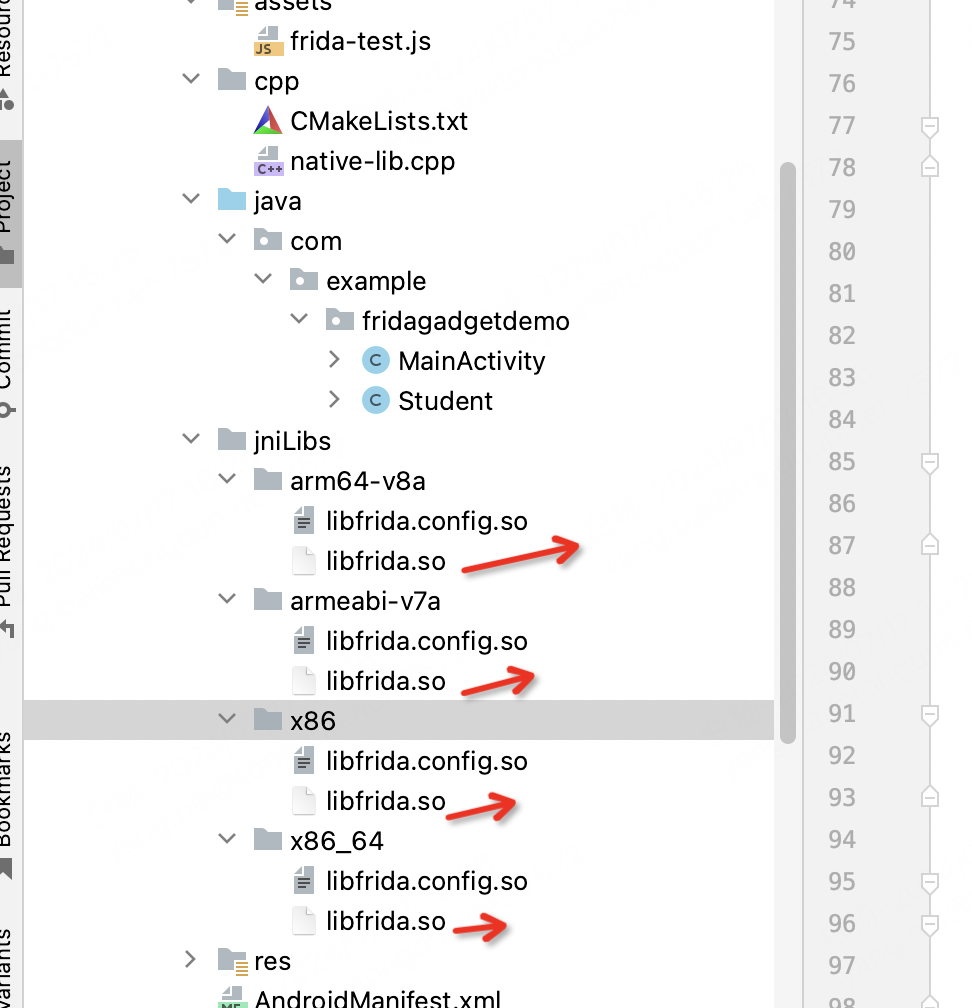 assets
frida-test.js
cpp
CMakeLists.txt
native-lib.cpp
java
com
example
fridagadgetdemo
C MainActivity
C Student
jniLibs
arm64-v8a
libfrida.config.so
libfrida.so
armeabi-v7a
libfrida.config.so
libfrida.so
x86
libfrida.config.so
libfrida.so
x86_64
libfrida.config.so
libfrida.so
res
AndroidManifest.xml
Project
Commit
Pull Requests
Bookmarks
JS
C++
74
75
76
77
78
79
80
81
82
83
84
85
86
87
88
89
90
91
92
93
94
95
96
97
98